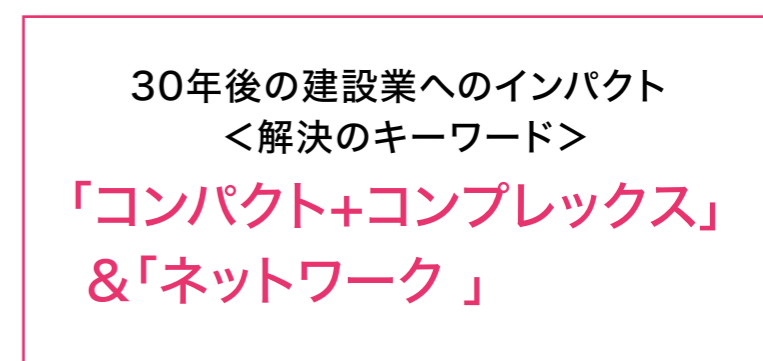 30年後の建設業へのインパクト
＜解決のキーワード＞
「コンパクト+コンプレックス」
&「ネットワーク 」